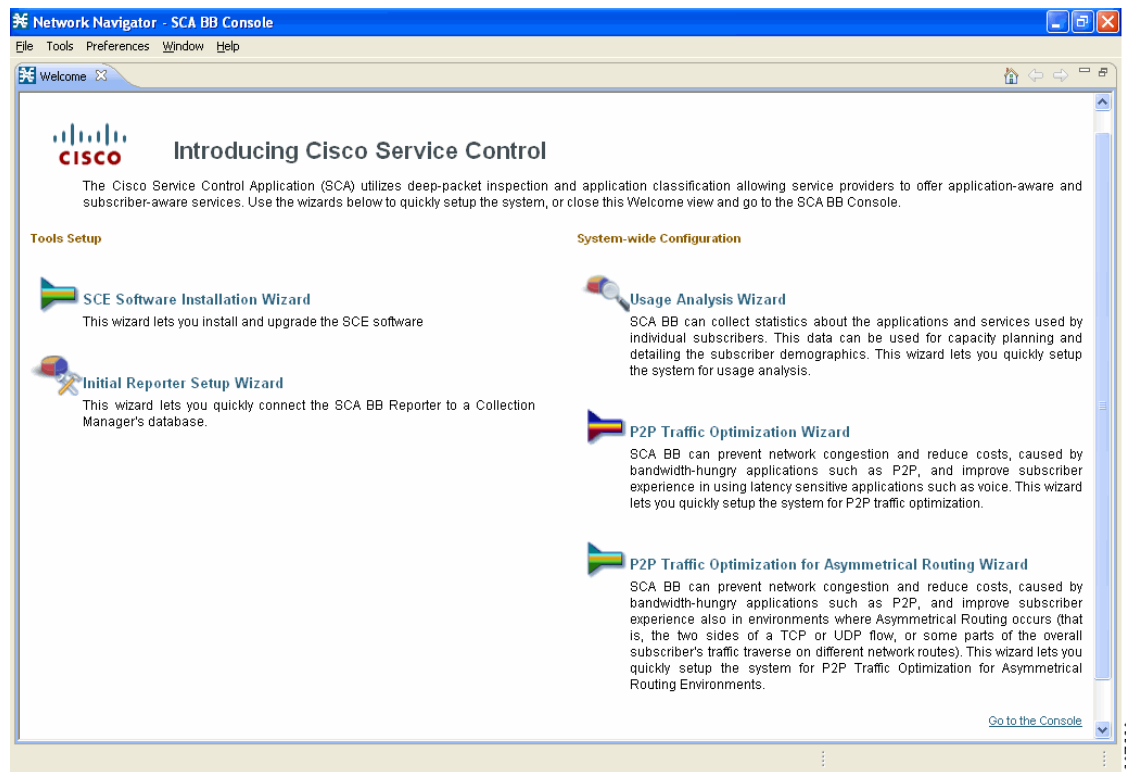 Network Navigator - SCA BB Console
File Tools Preferences Window Help
Welcome
CISCO
Introducing Cisco Service Control
The Cisco Service Control Application (SCA) utilizes deep-packet inspection and application classification allowing service providers to offer application-aware and
subscriber-aware services. Use the wizards below to quickly setup the system, or close this Welcome view and go to the SCA BB Console.
Tools Setup
SCE Software Installation Wizard
This wizard lets you install and upgrade the SCE software
Initial Reporter Setup Wizard
This wizard lets you quickly connect the SCA BB Reporter to a Collection
Manager's database.
System-wide Configuration
Usage Analysis Wizard
SCA BB can collect statistics about the applications and services used by
individual subscribers. This data can be used for capacity planning and
detailing the subscriber demographics. This wizard lets you quickly setup
the system for usage analysis.
P2P Traffic Optimization Wizard
SCA BB can prevent network congestion and reduce costs, caused by
bandwidth-hungry applications such as P2P, and improve subscriber
experience in using latency sensitive applications such as voice. This wizard
lets you quickly setup the system for P2P traffic optimization.
P2P Traffic Optimization for Asymmetrical Routing Wizard
SCA BB can prevent network congestion and reduce costs, caused by
bandwidth-hungry applications such as P2P, and improve subscriber
experience also in environments where Asymmetrical Routing occurs (that
is, the two sides of a TCP or UDP flow, or some parts of the overall
subscriber's traffic traverse on different network routes). This wizard lets you
quickly setup the system for P2P Traffic Optimization for Asymmetrical
Routing Environments.
Go to the Console